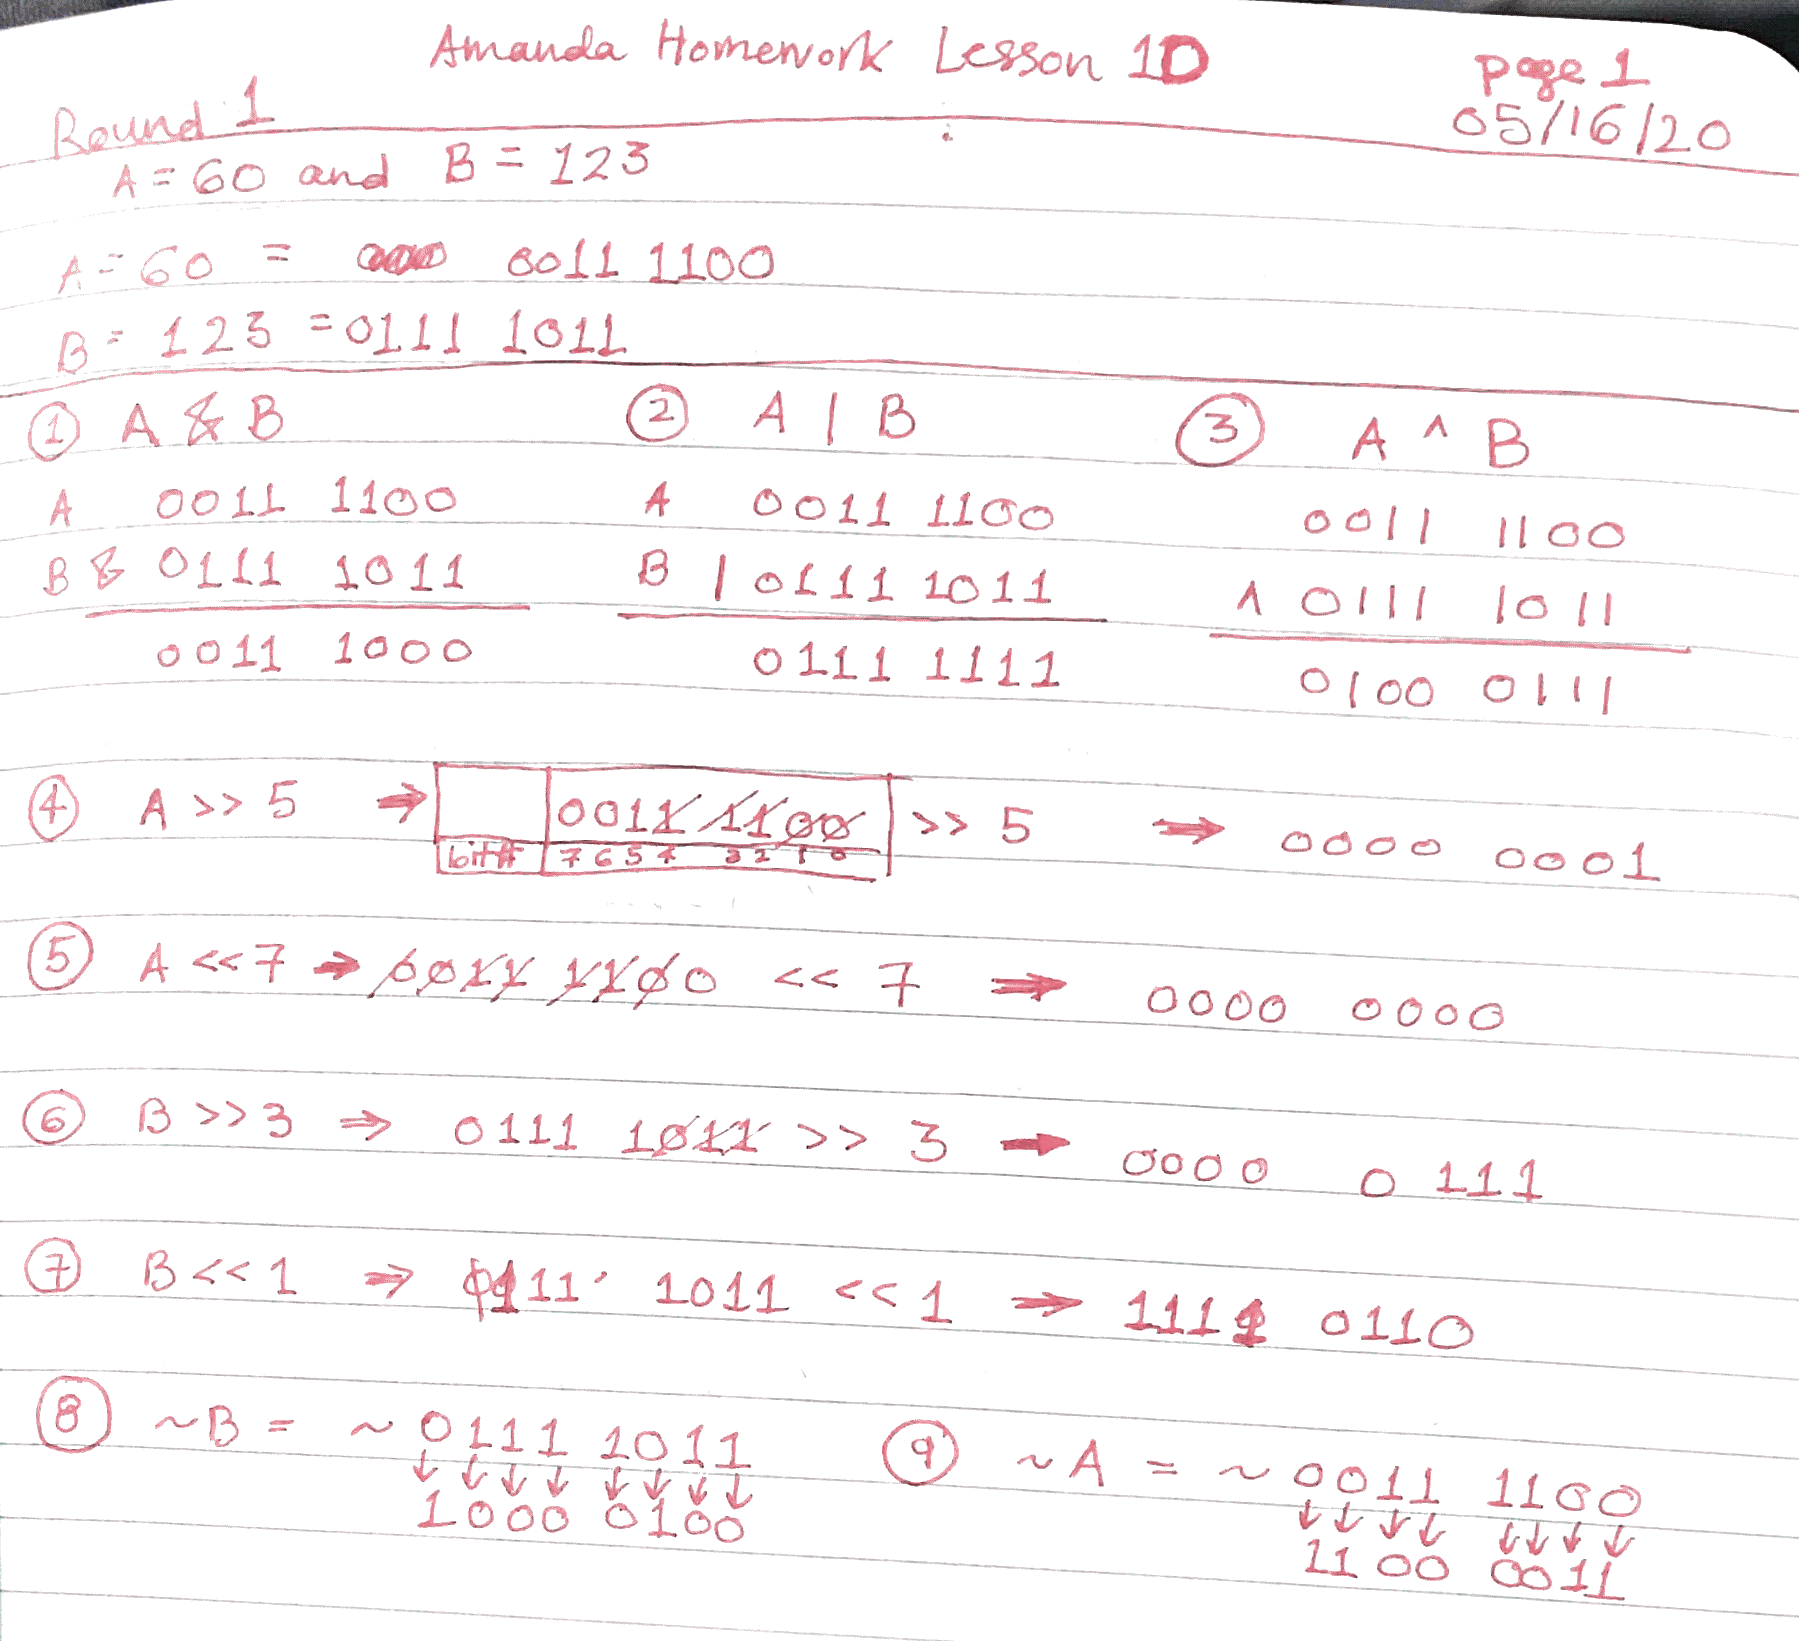 Amanda Homework Lesson 1D
page 1
05/16/20
Round 1
A = 60 and B = 123
A = 60 = 0011 1100
B = 123 = 0111 1011
① A & B
A 0011 1100
B & 0111 1011
0011 1000
② A | B
A 0011 1100
B | 0111 1011
0111 1111
③ A ^ B
0011 1100
^ 0111 1011
0100 0111
④ A >> 5 ⇒ 0011 1100 >> 5 ⇒ 0000 0001
bit# 7 6 5 4 3 2 1 0
⑤ A << 7 → 0011 1100 << 7 ⇒ 0000 0000
⑥ B >> 3 ⇒ 0111 1011 >> 3 → 0000 0111
⑦ B << 1 ⇒ 0111 1011 << 1 ⇒ 1111 0110
⑧ ~B = ~ 0111 1011
↓ ↓ ↓ ↓ ↓ ↓ ↓ ↓
1000 0100
⑨ ~A = ~ 0011 1100
↓ ↓ ↓ ↓ ↓ ↓ ↓ ↓
1100 0011